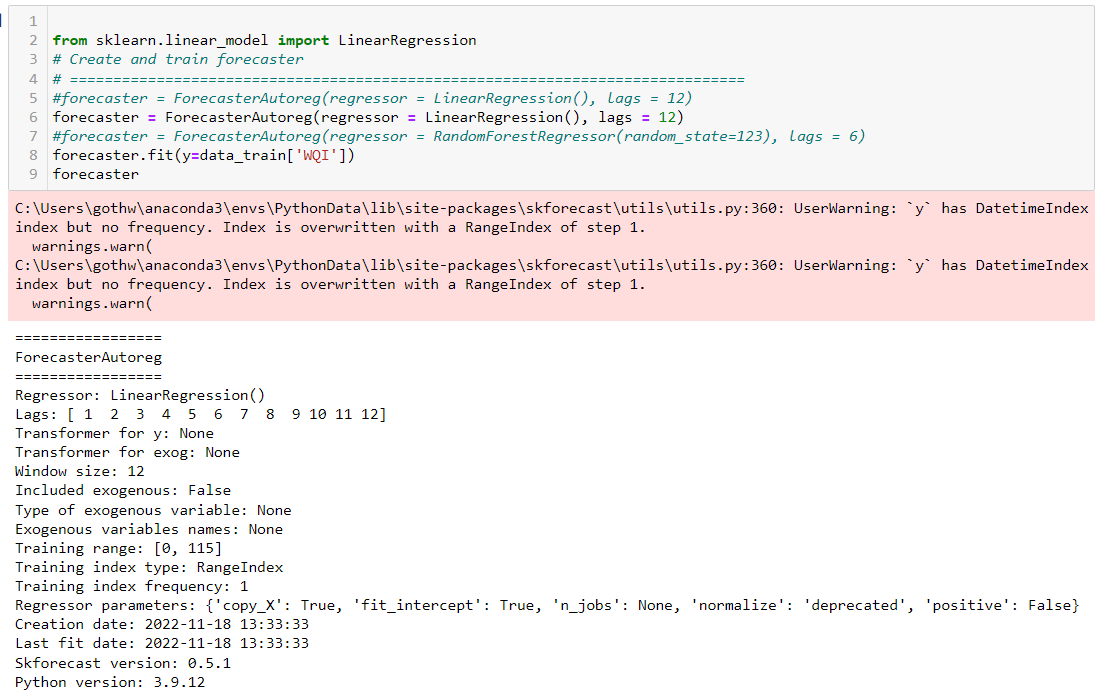 1
2 from sklearn.linear_model import LinearRegression
3 # Create and train forecaster
4 # ==============================================================================
5 #forecaster = ForecasterAutoreg(regressor = LinearRegression(), lags = 12)
6 forecaster = ForecasterAutoreg(regressor = LinearRegression(), lags = 12)
7 #forecaster = ForecasterAutoreg(regressor = RandomForestRegressor(random_state=123), lags = 6)
8 forecaster.fit(y=data_train['WQI'])
9 forecaster
C:\Users\gothw\anaconda3\envs\PythonData\lib\site-packages\skforecast\utils\utils.py:360: UserWarning: `y` has DatetimeIndex
index but no frequency. Index is overwritten with a RangeIndex of step 1.
  warnings.warn(
C:\Users\gothw\anaconda3\envs\PythonData\lib\site-packages\skforecast\utils\utils.py:360: UserWarning: `y` has DatetimeIndex
index but no frequency. Index is overwritten with a RangeIndex of step 1.
  warnings.warn(
=================
ForecasterAutoreg
=================
Regressor: LinearRegression()
Lags: [ 1  2  3  4  5  6  7  8  9 10 11 12]
Transformer for y: None
Transformer for exog: None
Window size: 12
Included exogenous: False
Type of exogenous variable: None
Exogenous variables names: None
Training range: [0, 115]
Training index type: RangeIndex
Training index frequency: 1
Regressor parameters: {'copy_X': True, 'fit_intercept': True, 'n_jobs': None, 'normalize': 'deprecated', 'positive': False}
Creation date: 2022-11-18 13:33:33
Last fit date: 2022-11-18 13:33:33
Skforecast version: 0.5.1
Python version: 3.9.12